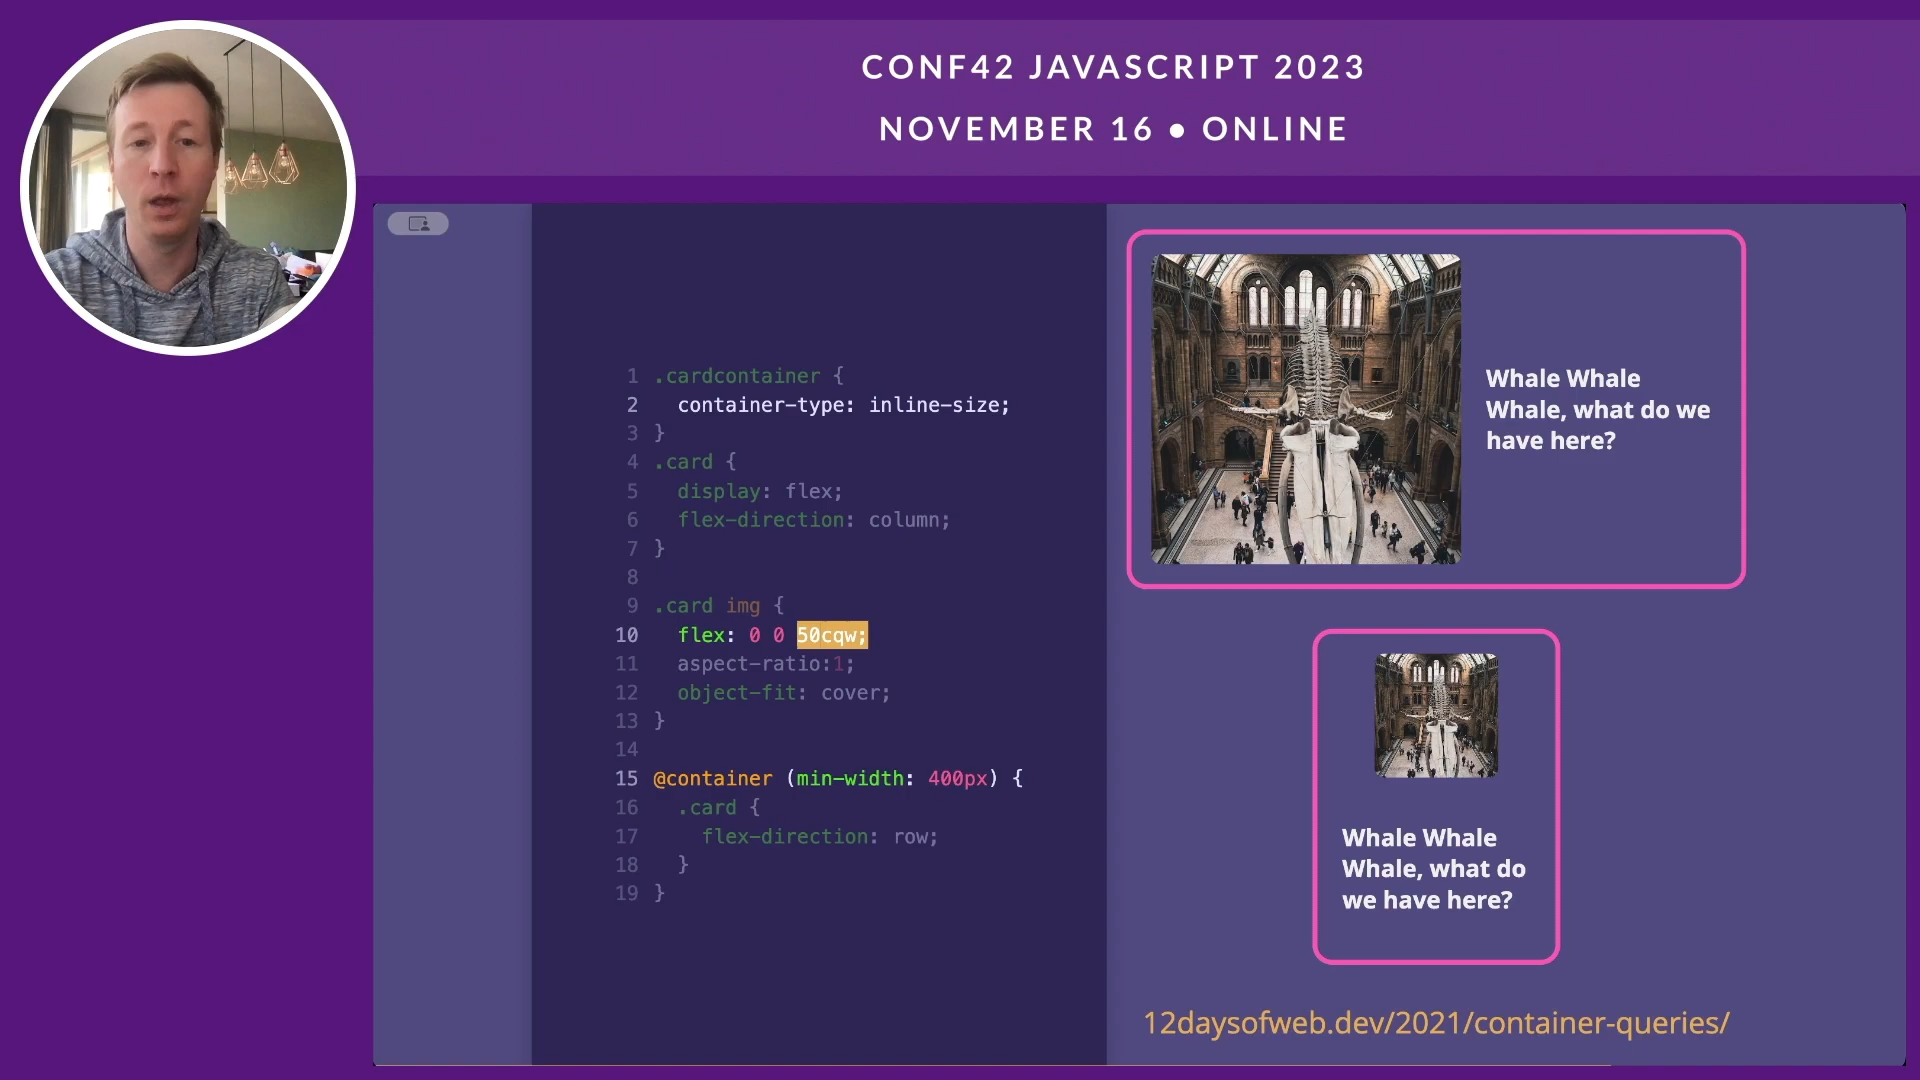 CONF42 JAVASCRIPT 2023
NOVEMBER 16 • ONLINE
1 .cardcontainer {
2   container-type: inline-size;
3 }
4 .card {
5   display: flex;
6   flex-direction: column;
7 }
8
9 .card img {
10   flex: 0 0 50cqw;
11   aspect-ratio:1;
12   object-fit: cover;
13 }
14
15 @container (min-width: 400px) {
16   .card {
17     flex-direction: row;
18   }
19 }
Whale Whale
Whale, what do we
have here?
Whale Whale
Whale, what do
we have here?
12daysofweb.dev/2021/container-queries/